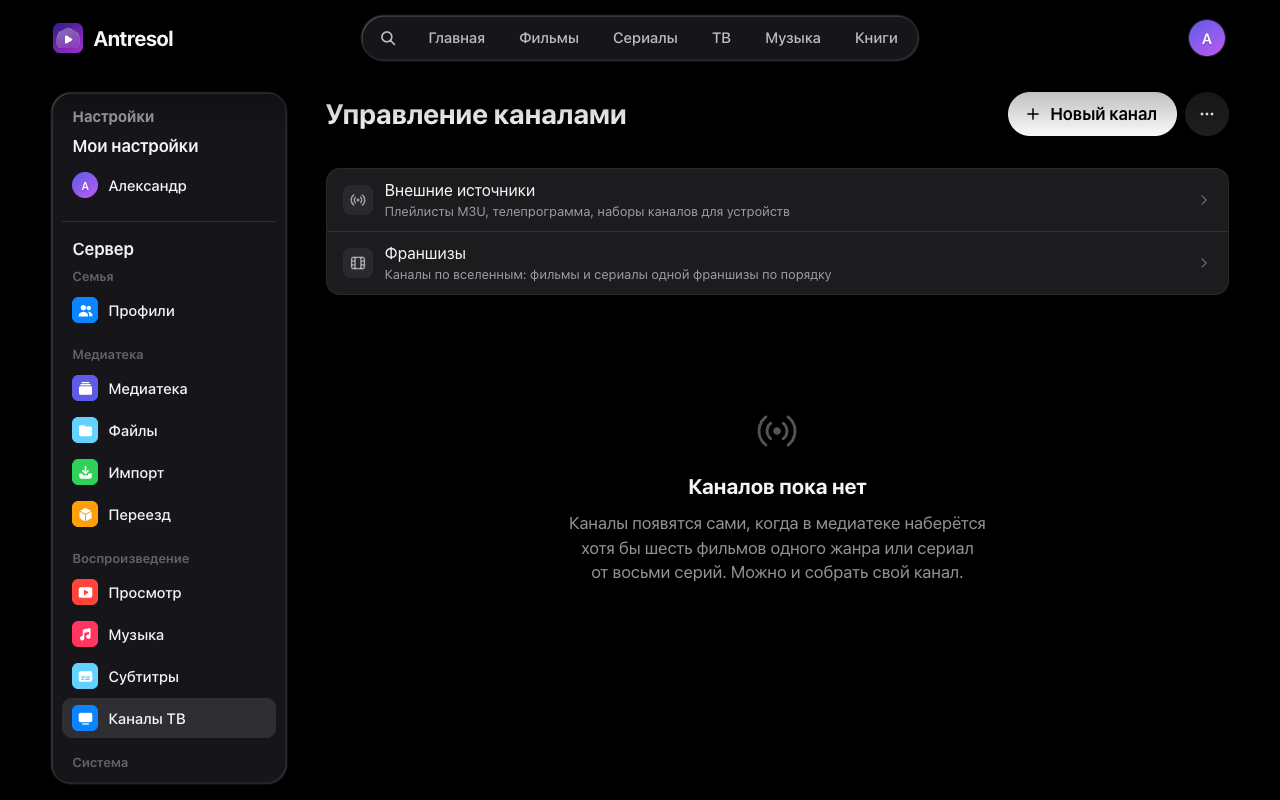 Antresol
Главная
Фильмы
Сериалы
ТВ
Музыка
Книги
A
Настройки
Мои настройки
A
Александр
Сервер
Семья
Профили
Медиатека
Медиатека
Файлы
Импорт
Переезд
Воспроизведение
Просмотр
Музыка
Субтитры
Каналы ТВ
Система
Управление каналами
+ Новый канал
Внешние источники
Плейлисты M3U, телепрограмма, наборы каналов для устройств
Франшизы
Каналы по вселенным: фильмы и сериалы одной франшизы по порядку
Каналов пока нет
Каналы появятся сами, когда в медиатеке наберётся
хотя бы шесть фильмов одного жанра или сериал
от восьми серий. Можно и собрать свой канал.